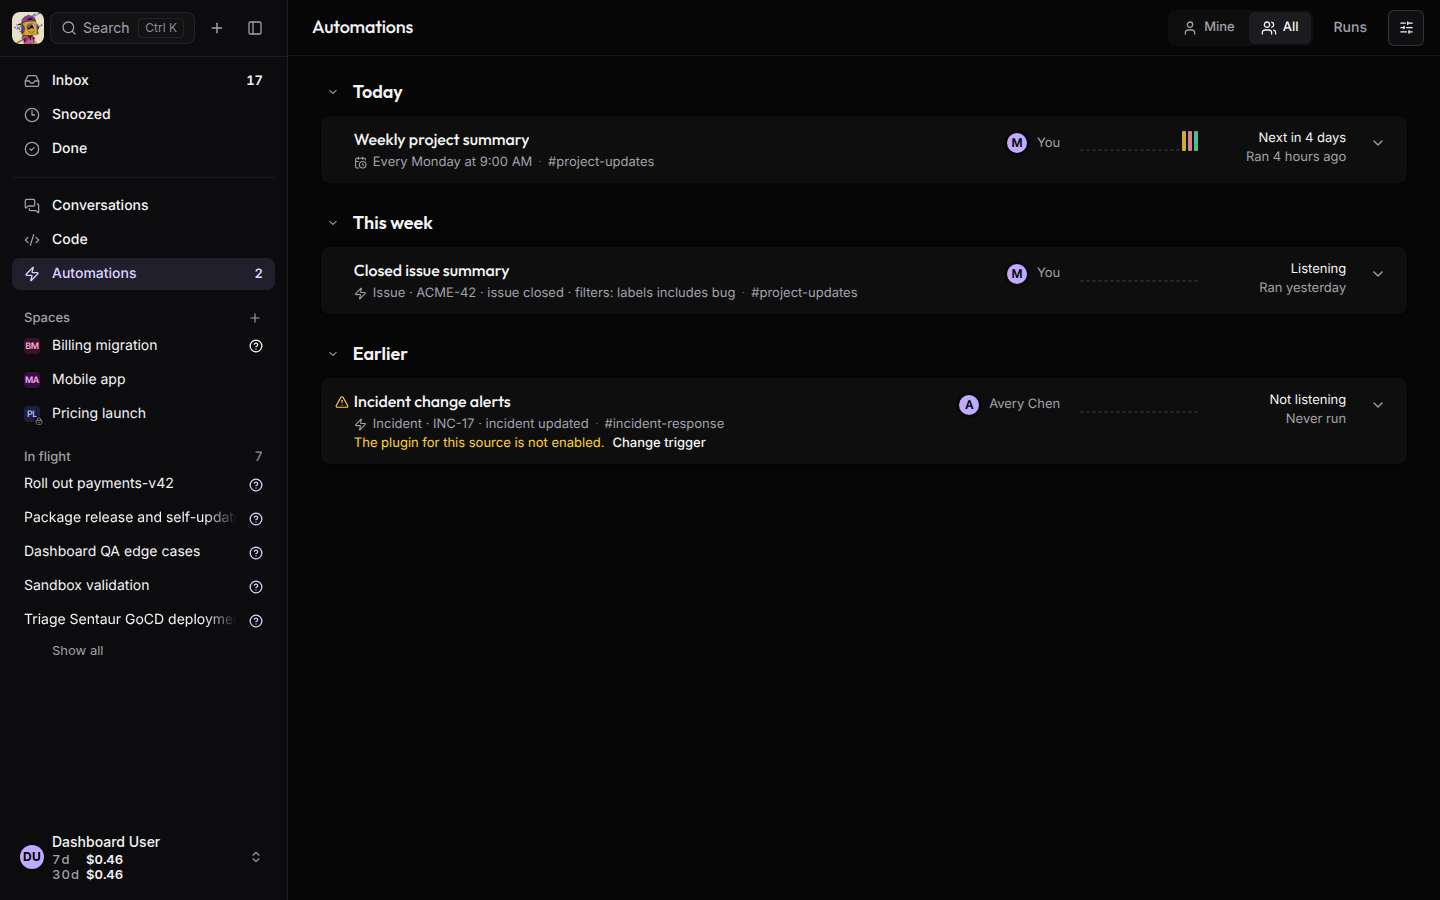 Search Ctrl K
Inbox 17
Snoozed
Done
Conversations
Code
Automations 2
Spaces
BM Billing migration
MA Mobile app
PL Pricing launch
In flight 7
Roll out payments-v42
Package release and self-updat
Dashboard QA edge cases
Sandbox validation
Triage Sentaur GoCD deployme
Show all
DU Dashboard User
7d $0.46
30d $0.46
Automations
Mine All Runs
Today
Weekly project summary
Every Monday at 9:00 AM · #project-updates
M You
Next in 4 days
Ran 4 hours ago
This week
Closed issue summary
Issue · ACME-42 · issue closed · filters: labels includes bug · #project-updates
M You
Listening
Ran yesterday
Earlier
Incident change alerts
Incident · INC-17 · incident updated · #incident-response
The plugin for this source is not enabled. Change trigger
A Avery Chen
Not listening
Never run